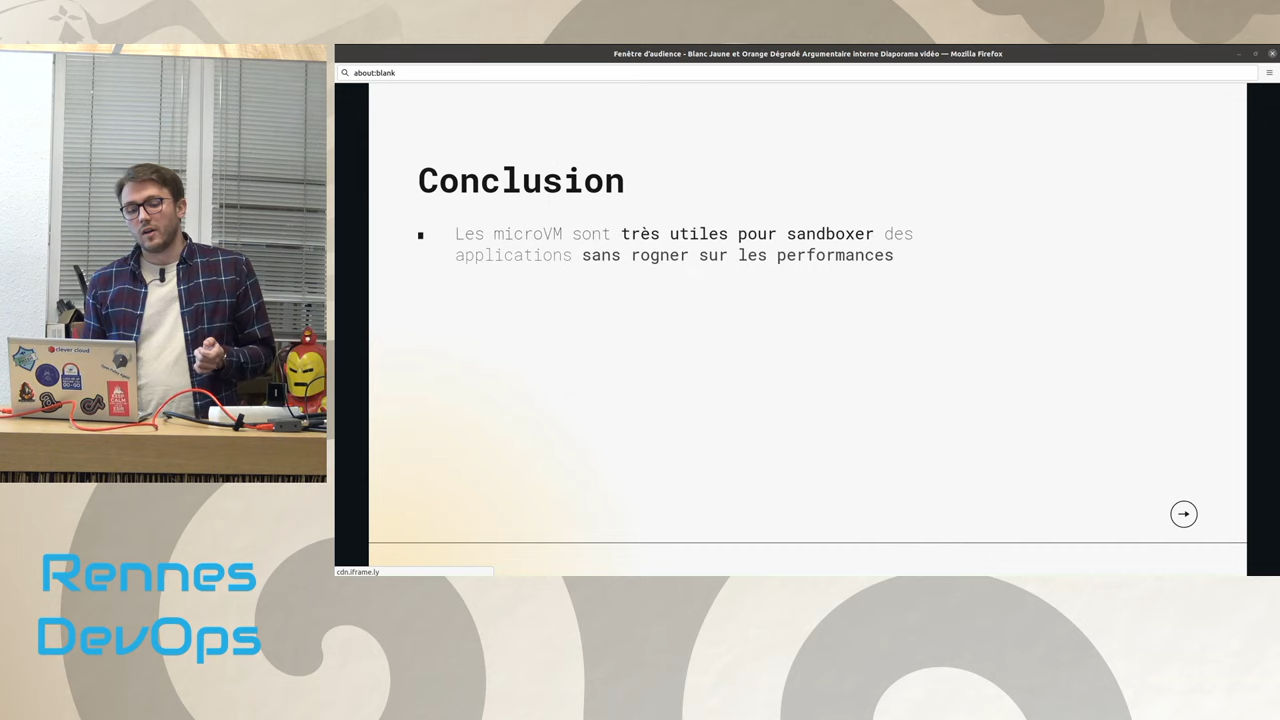 Fenêtre d'audience - Blanc Jaune et Orange Dégradé Argumentaire interne Diaporama vidéo — Mozilla Firefox
about:blank
Conclusion
Les microVM sont très utiles pour sandboxer des
applications sans rogner sur les performances
cdn.iframe.ly
clever cloud
KEEP
CALM
Rennes
DevOps